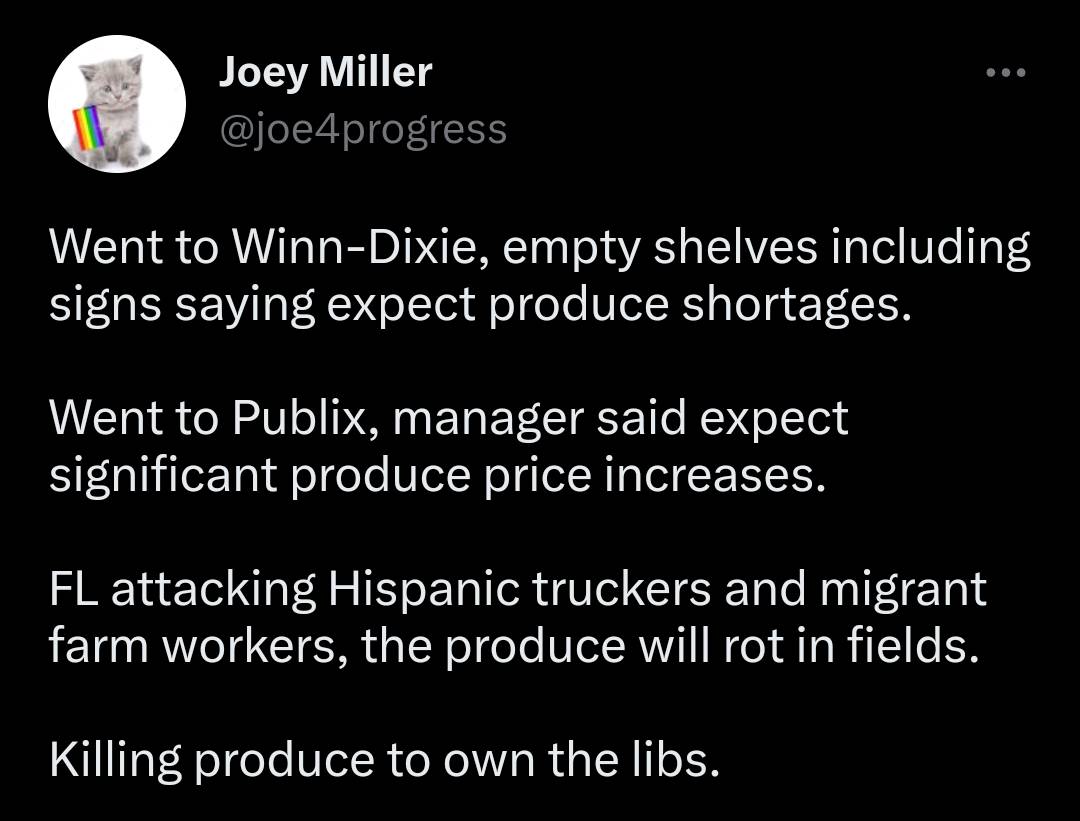 Joey Miller
@joe4progress
Went to Winn-Dixie, empty shelves including
signs saying expect produce shortages.
Went to Publix, manager said expect
significant produce price increases.
FL attacking Hispanic truckers and migrant
farm workers, the produce will rot in fields.
Killing produce to own the libs.